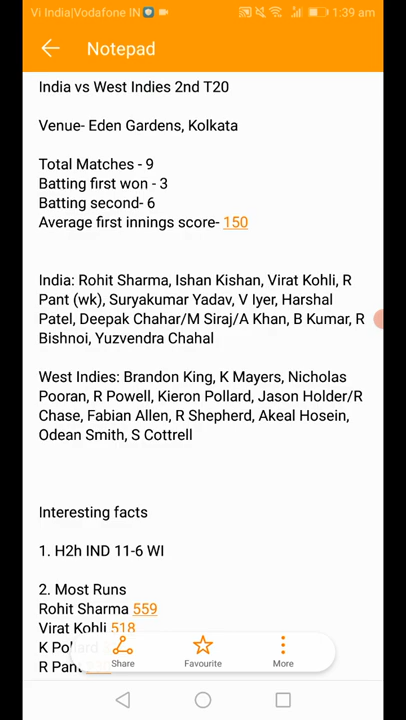 Vi India|Vodafone IN
1:39 am
Notepad
India vs West Indies 2nd T20
Venue- Eden Gardens, Kolkata
Total Matches - 9
Batting first won - 3
Batting second- 6
Average first innings score- 150
India: Rohit Sharma, Ishan Kishan, Virat Kohli, R
Pant (wk), Suryakumar Yadav, V Iyer, Harshal
Patel, Deepak Chahar/M Siraj/A Khan, B Kumar, R
Bishnoi, Yuzvendra Chahal
West Indies: Brandon King, K Mayers, Nicholas
Pooran, R Powell, Kieron Pollard, Jason Holder/R
Chase, Fabian Allen, R Shepherd, Akeal Hosein,
Odean Smith, S Cottrell
Interesting facts
1. H2h IND 11-6 WI
2. Most Runs
Rohit Sharma 559
Virat Kohli 518
K Pollard
R Pant
Share
Favourite
More